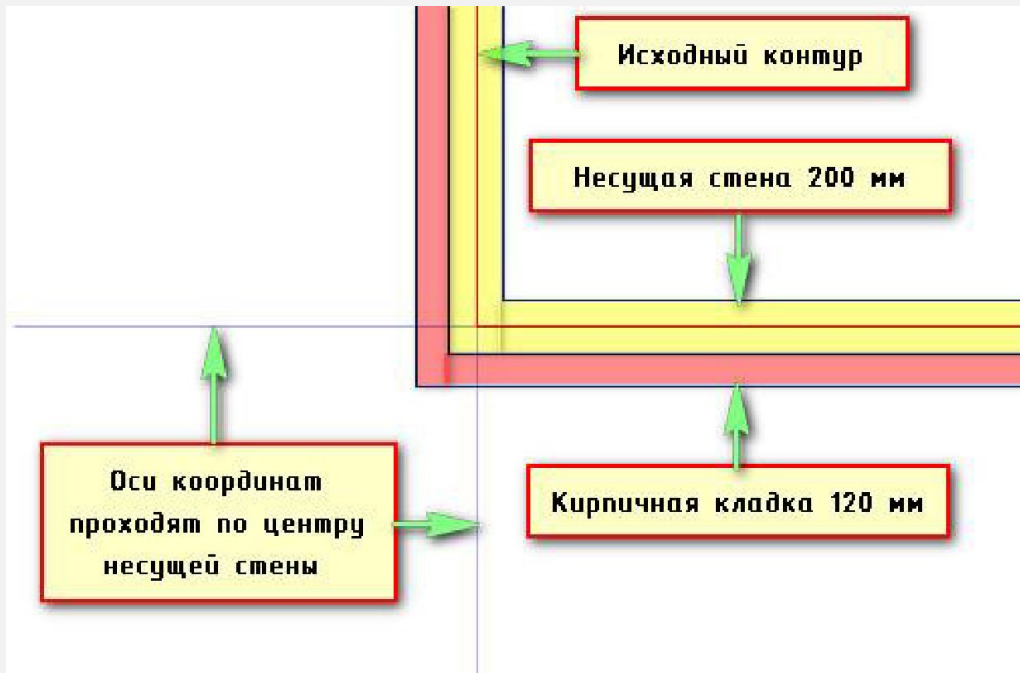 Исходный контур
Несущая стена 200 мм
Оси координат
проходят по центру
несущей стены
Кирпичная кладка 120 мм